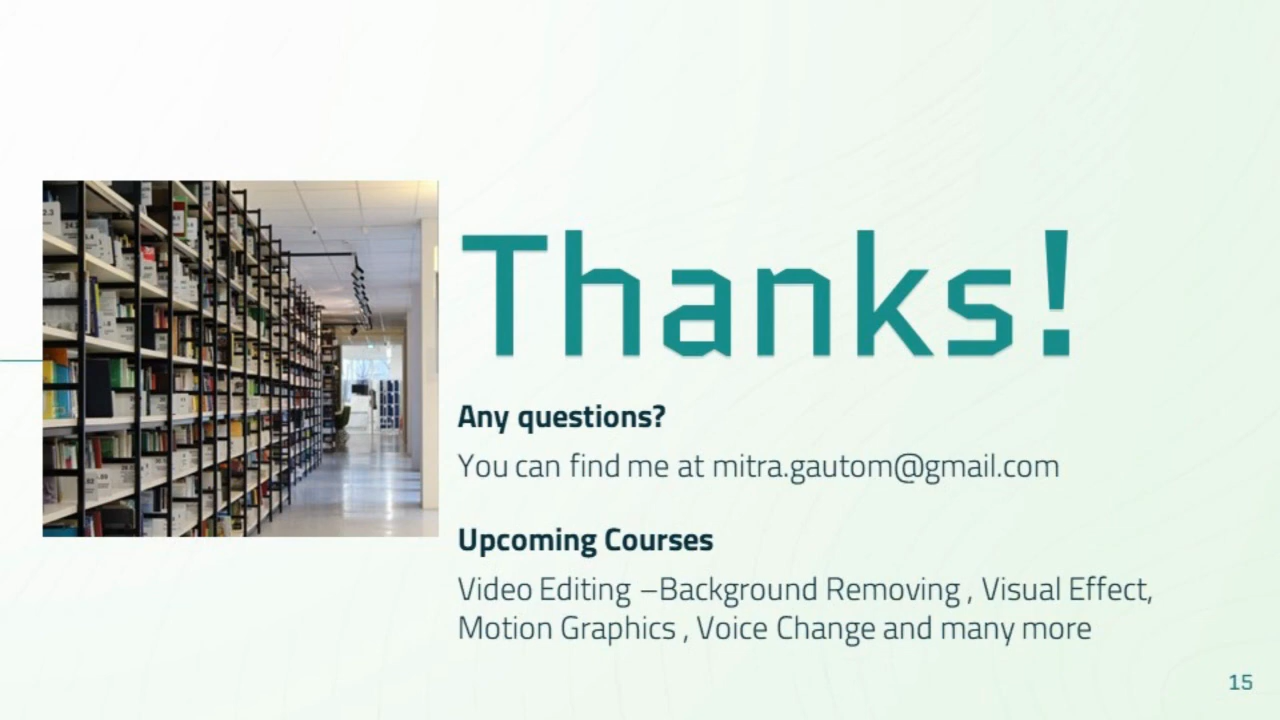 Thanks!
Any questions?
You can find me at mitra.gautom@gmail.com
Upcoming Courses
Video Editing –Background Removing , Visual Effect,
Motion Graphics , Voice Change and many more
15